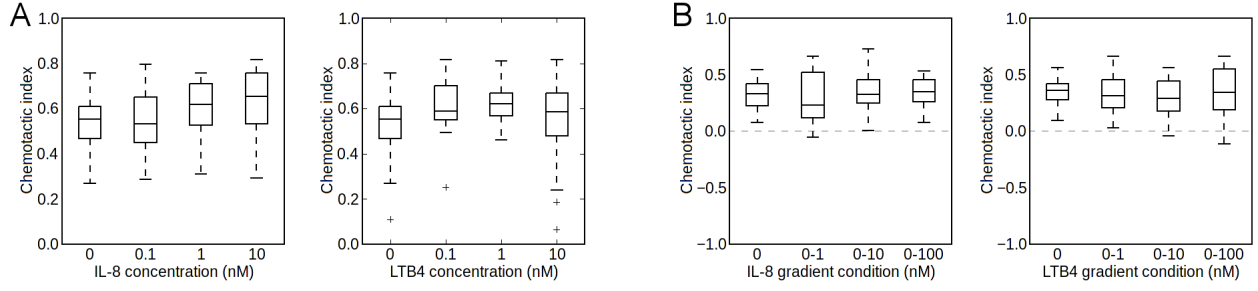 A
Chemotactic index
1.0
0.8
0.6
0.4
0.2
0.0
0 0.1 1 10
IL-8 concentration (nM)
Chemotactic index
1.0
0.8
0.6
0.4
0.2
0.0
0 0.1 1 10
LTB4 concentration (nM)
B
Chemotactic index
1.0
0.5
0.0
−0.5
−1.0
0 0-1 0-10 0-100
IL-8 gradient condition (nM)
Chemotactic index
1.0
0.5
0.0
−0.5
−1.0
0 0-1 0-10 0-100
LTB4 gradient condition (nM)